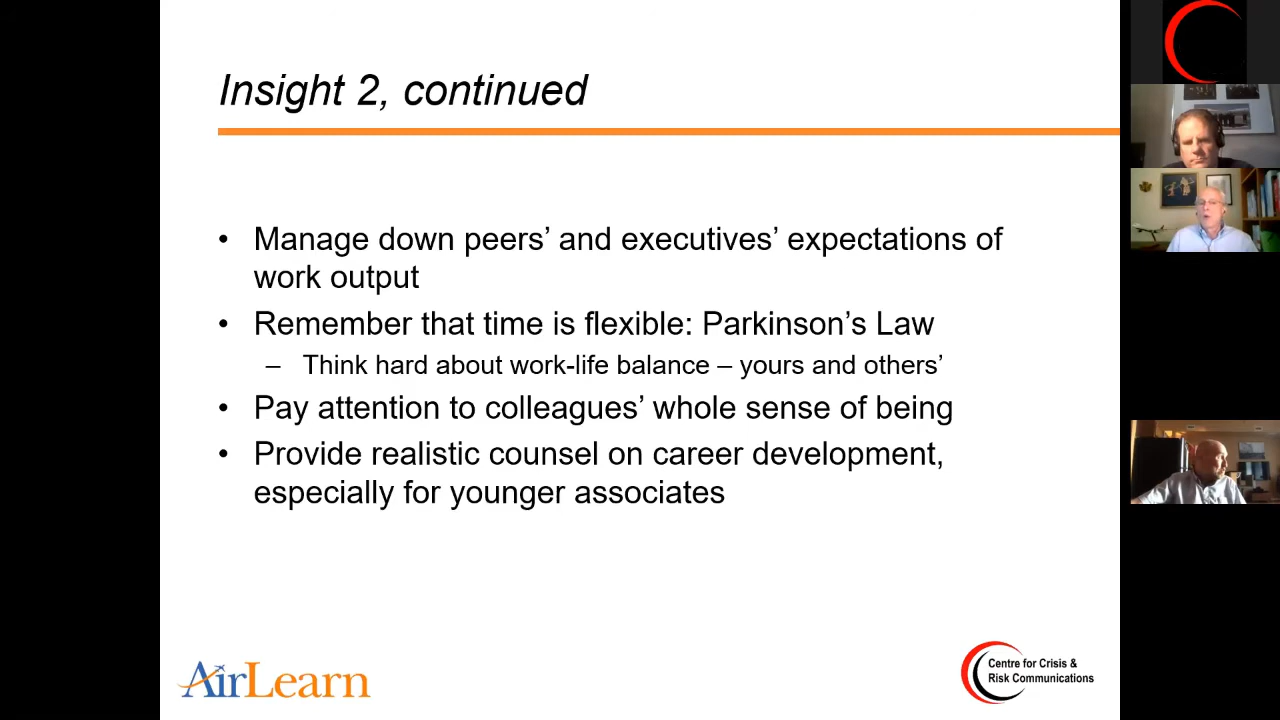 Insight 2, continued
• Manage down peers’ and executives’ expectations of
work output
• Remember that time is flexible: Parkinson’s Law
– Think hard about work-life balance – yours and others’
• Pay attention to colleagues’ whole sense of being
• Provide realistic counsel on career development,
especially for younger associates
AirLearn
Centre for Crisis &
Risk Communications